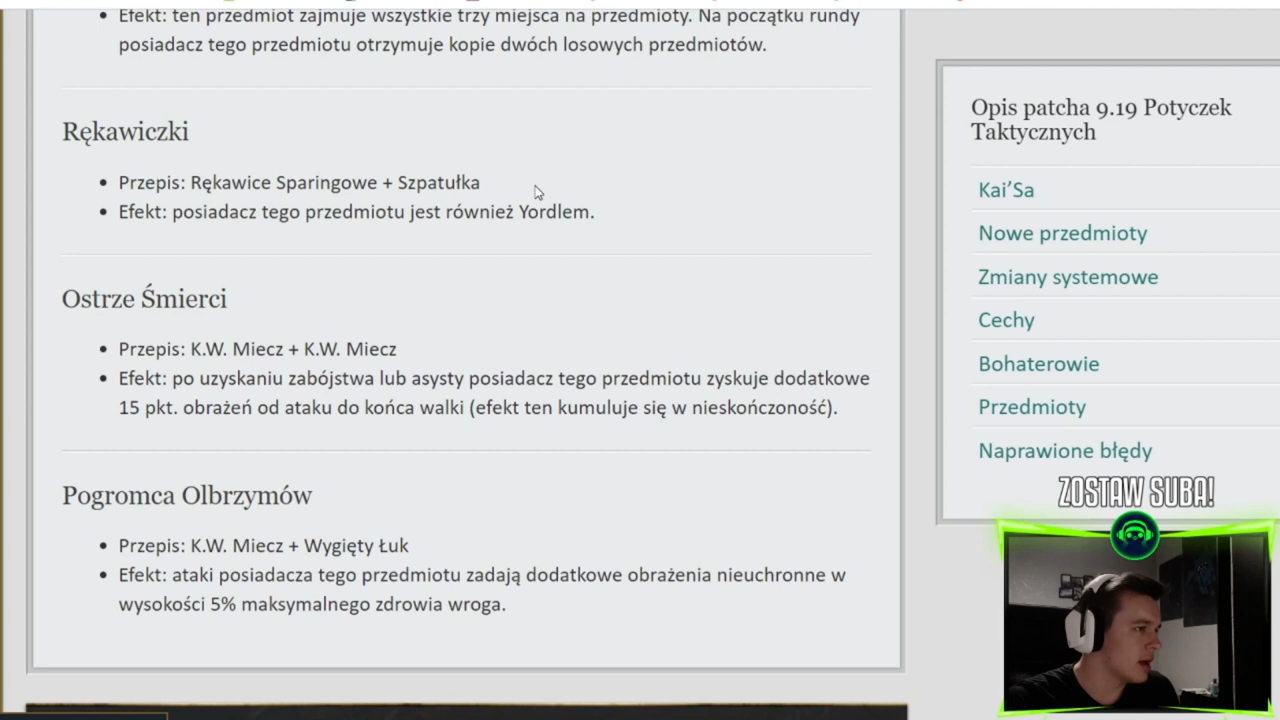 • Efekt: ten przedmiot zajmuje wszystkie trzy miejsca na przedmioty. Na początku rundy
posiadacz tego przedmiotu otrzymuje kopie dwóch losowych przedmiotów.
Rękawiczki
• Przepis: Rękawice Sparingowe + Szpatułka
• Efekt: posiadacz tego przedmiotu jest również Yordlem.
Ostrze Śmierci
• Przepis: K.W. Miecz + K.W. Miecz
• Efekt: po uzyskaniu zabójstwa lub asysty posiadacz tego przedmiotu zyskuje dodatkowe
15 pkt. obrażeń od ataku do końca walki (efekt ten kumuluje się w nieskończoność).
Pogromca Olbrzymów
• Przepis: K.W. Miecz + Wygięty Łuk
• Efekt: ataki posiadacza tego przedmiotu zadają dodatkowe obrażenia nieuchronne w
wysokości 5% maksymalnego zdrowia wroga.
Opis patcha 9.19 Potyczek
Taktycznych
Kai’Sa
Nowe przedmioty
Zmiany systemowe
Cechy
Bohaterowie
Przedmioty
Naprawione błędy
ZOSTAW SUBA!